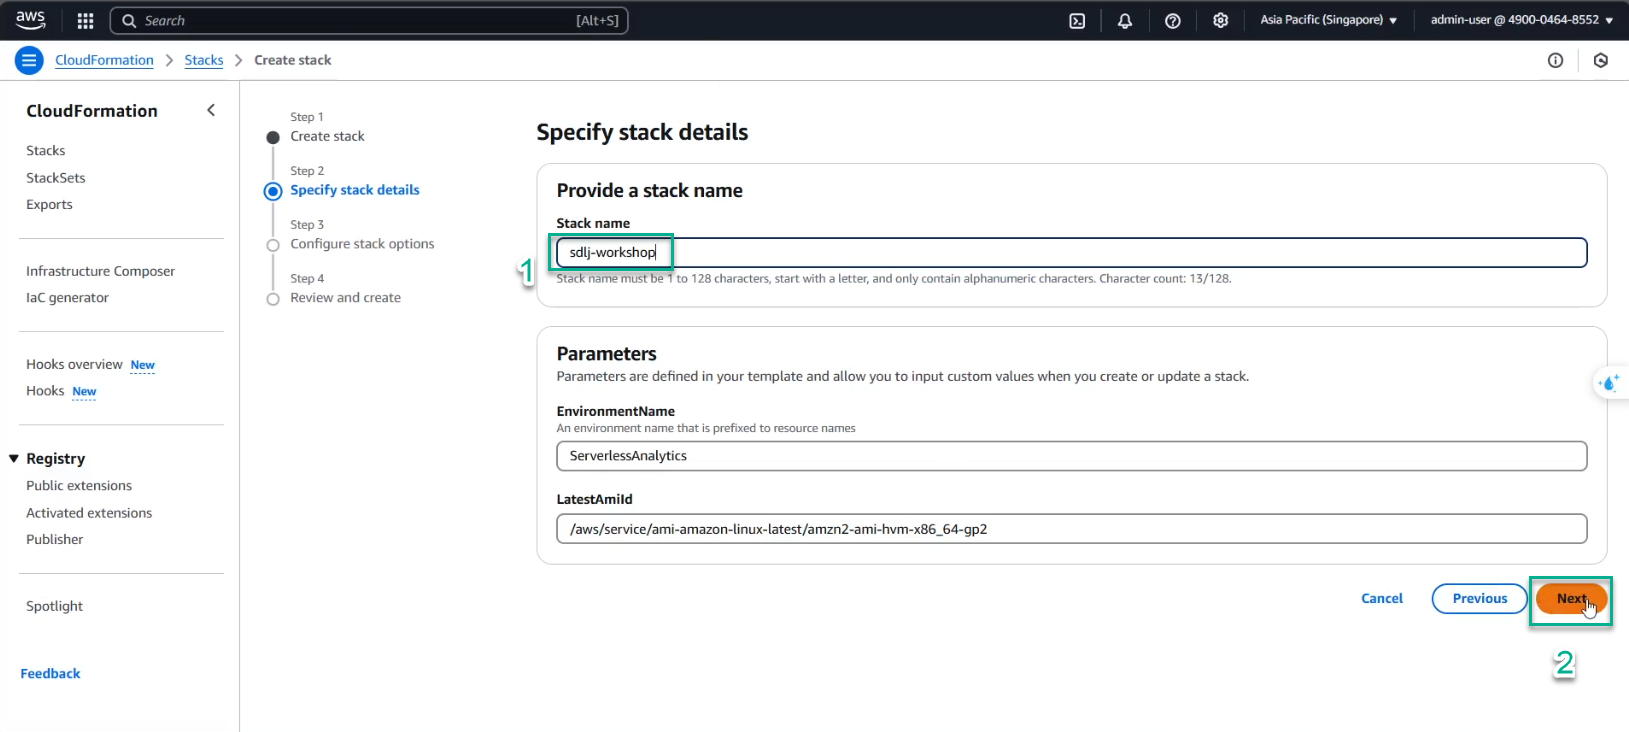 aws
Search [Alt+S]
Asia Pacific (Singapore) ▼ admin-user @ 4900-0464-8552 ▼
CloudFormation > Stacks > Create stack
CloudFormation
Stacks
StackSets
Exports
Infrastructure Composer
IaC generator
Hooks overview New
Hooks New
Registry
Public extensions
Activated extensions
Publisher
Spotlight
Feedback
Step 1
Create stack
Step 2
Specify stack details
Step 3
Configure stack options
Step 4
Review and create
Specify stack details
Provide a stack name
Stack name
sdlj-workshop
1
Stack name must be 1 to 128 characters, start with a letter, and only contain alphanumeric characters. Character count: 13/128.
Parameters
Parameters are defined in your template and allow you to input custom values when you create or update a stack.
EnvironmentName
An environment name that is prefixed to resource names
ServerlessAnalytics
LatestAmiId
/aws/service/ami-amazon-linux-latest/amzn2-ami-hvm-x86_64-gp2
Cancel Previous Next
2